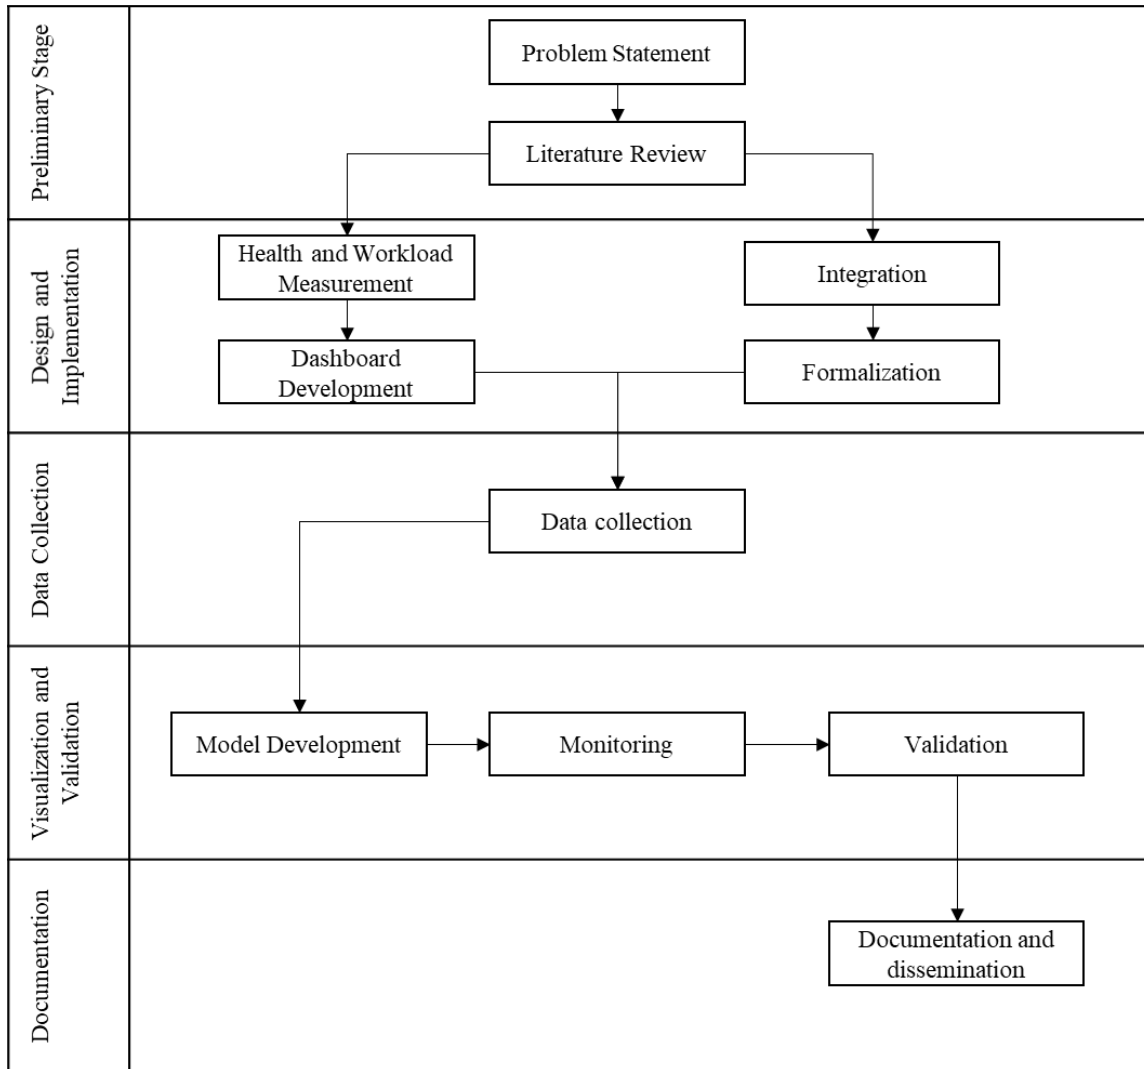 Preliminary Stage
Problem Statement
Literature Review
Design and
Implementation
Health and Workload
Measurement
Integration
Dashboard
Development
Formalization
Data Collection
Data collection
Visualization and
Validation
Model Development
Monitoring
Validation
Documentation
Documentation and
dissemination